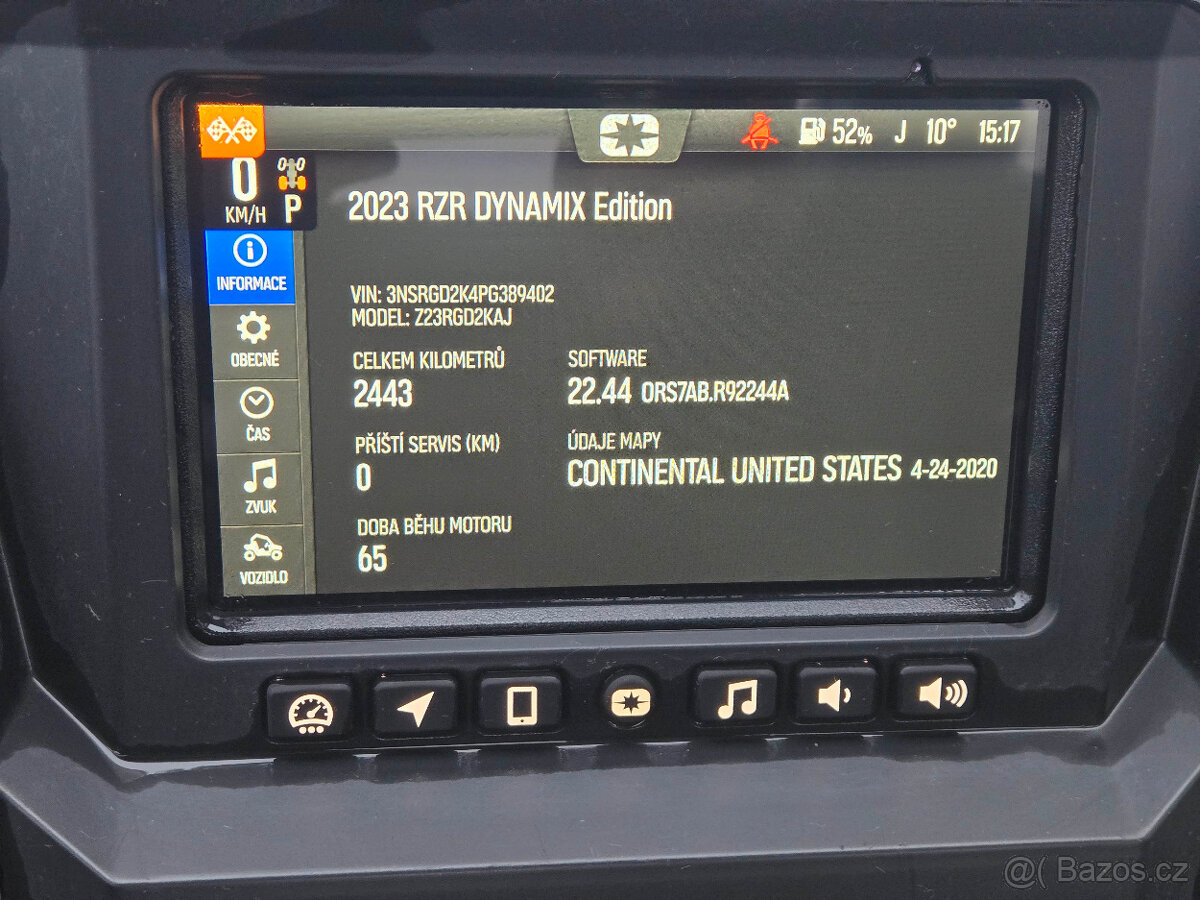 52% J 10° 15:17
0
KM/H P
2023 RZR DYNAMIX Edition
INFORMACE
OBECNÉ
ČAS
ZVUK
VOZIDLO
VIN: 3NSRGD2K4PG389402
MODEL: Z23RGD2KAJ
CELKEM KILOMETRŮ
2443
SOFTWARE
22.44 ORS7AB.R92244A
PŘÍŠTÍ SERVIS (KM)
0
ÚDAJE MAPY
CONTINENTAL UNITED STATES 4-24-2020
DOBA BĚHU MOTORU
65
@( Bazos.cz